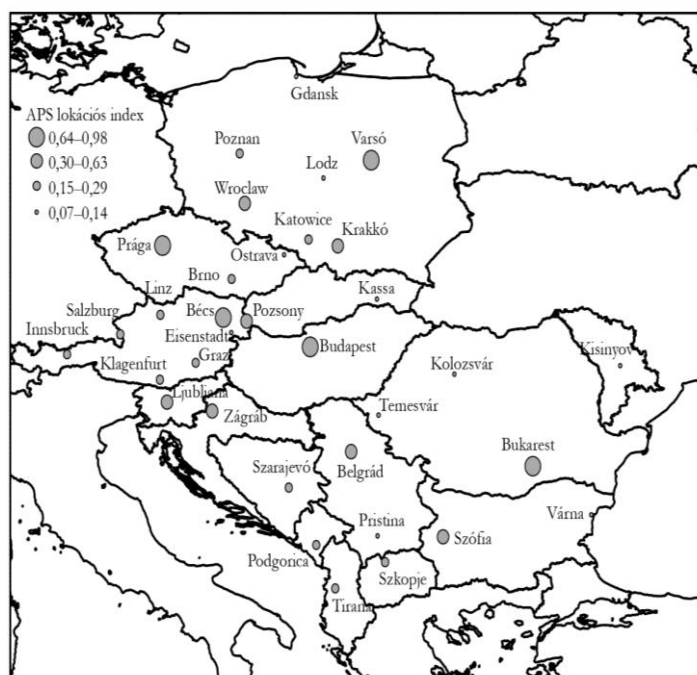 Gdansk
APS lokációs index
0,64–0,98
0,30–0,63
0,15–0,29
0,07–0,14
Poznan
Varsó
Lodz
Wroclaw
Katowice
Krakkó
Prága
Ostrava
Brno
Kassa
Linz
Salzburg
Bécs
Pozsony
Innsbruck
Eisenstadt
Budapest
Graz
Klagenfurt
Kolozsvár
Kisinyov
Ljubljana
Zágráb
Temesvár
Bukarest
Belgrád
Szarajevó
Várna
Pristina
Szófia
Podgorica
Szkopje
Tirana